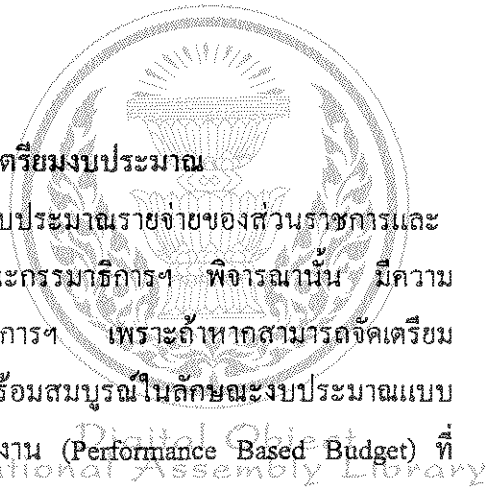 ตรียมงบประมาณ
บประมาณรายจ่ายของส่วนราชการและ
ะกรรมาธิการฯ พิจารณานั้น มีความ
การฯ เพราะถ้าหากสามารถจัดเตรียม
ร้อมสมบูรณ์ในลักษณะงบประมาณแบบ
งาน (Performance Based Budget) ที่
Digital Object
ational Assembly Library